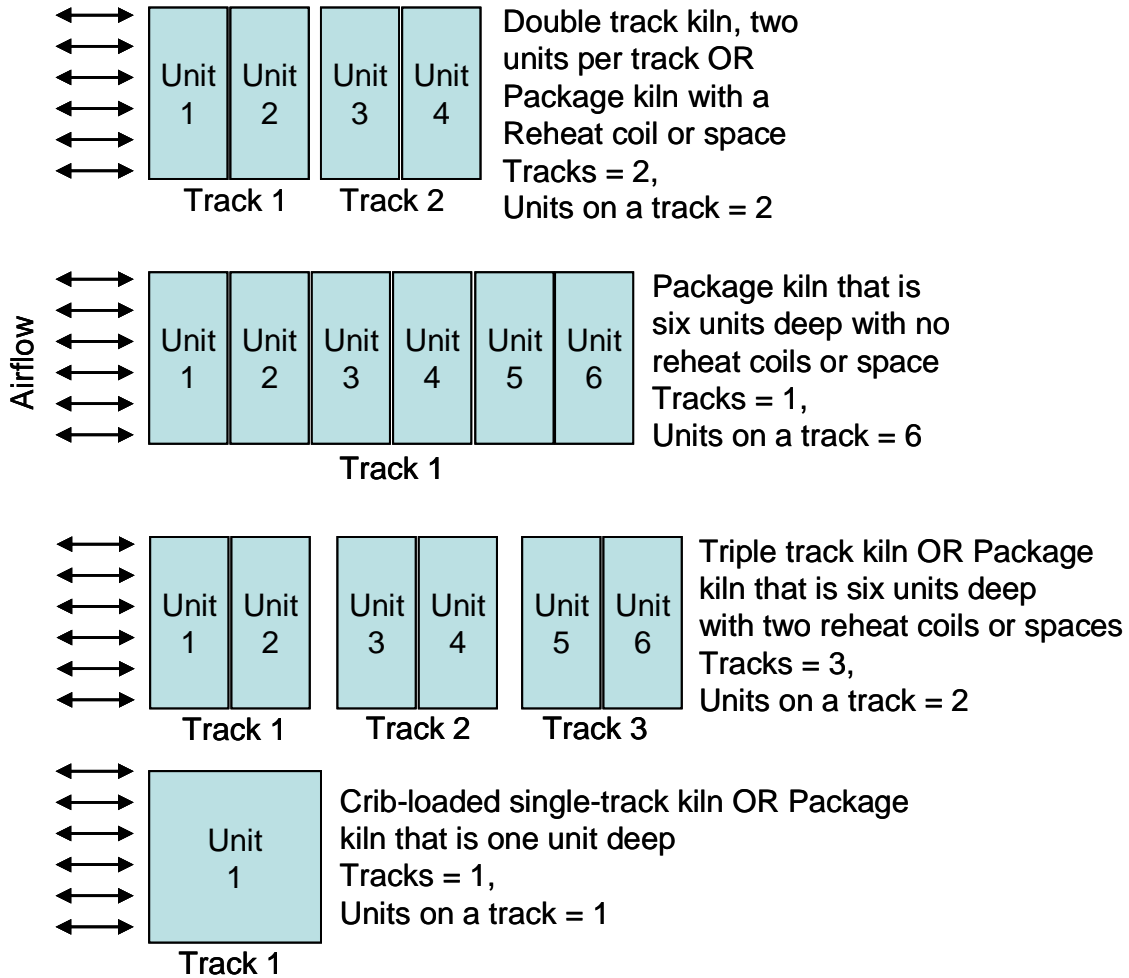 Unit
1
Unit
2
Unit
3
Unit
4
Track 1
Track 2
Double track kiln, two
units per track OR
Package kiln with a
Reheat coil or space
Tracks = 2,
Units on a track = 2
Airflow
Unit
1
Unit
2
Unit
3
Unit
4
Unit
5
Unit
6
Track 1
Package kiln that is
six units deep with no
reheat coils or space
Tracks = 1,
Units on a track = 6
Unit
1
Unit
2
Unit
3
Unit
4
Unit
5
Unit
6
Track 1
Track 2
Track 3
Triple track kiln OR Package
kiln that is six units deep
with two reheat coils or spaces
Tracks = 3,
Units on a track = 2
Unit
1
Track 1
Crib-loaded single-track kiln OR Package
kiln that is one unit deep
Tracks = 1,
Units on a track = 1